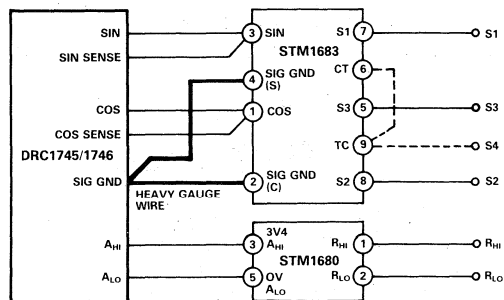 SIN
3
SIN
STM1683
S1
7
S1
SIN SENSE
CT
6
4
SIG GND
(S)
COS
1
COS
S3
5
S3
COS SENSE
TC
9
S4
DRC1745/1746
SIG GND
2
SIG GND
(C)
S2
8
S2
HEAVY GAUGE
WIRE
3V4
AHI
3
AHI
RHI
1
RHI
STM1680
ALO
5
OV
ALO
RLO
2
RLO